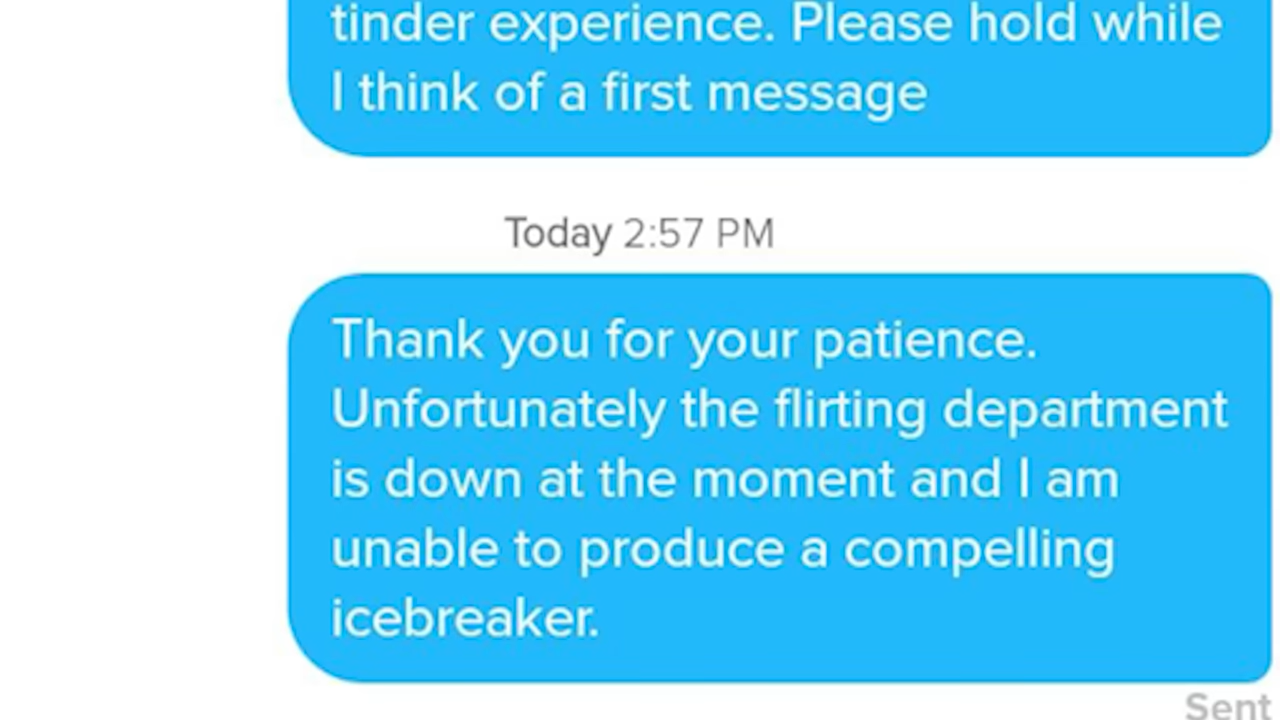 tinder experience. Please hold while
I think of a first message
Today 2:57 PM
Thank you for your patience.
Unfortunately the flirting department
is down at the moment and I am
unable to produce a compelling
icebreaker.
Sent